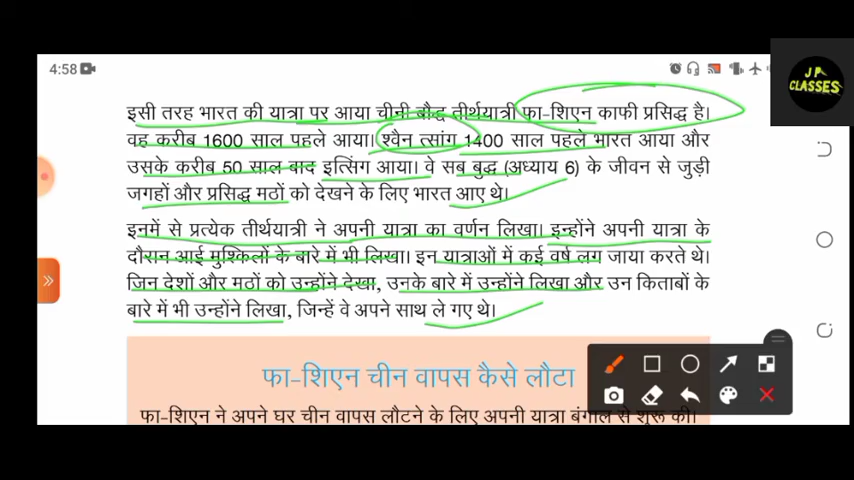 4:58
J P
CLASSES
इसी तरह भारत की यात्रा पर आया चीनी बौद्ध तीर्थयात्री फा-शिएन काफी प्रसिद्ध है।
वह करीब 1600 साल पहले आया। श्वैन त्सांग 1400 साल पहले भारत आया और
उसके करीब 50 साल बाद इत्सिंग आया। वे सब बुद्ध (अध्याय 6) के जीवन से जुड़ी
जगहों और प्रसिद्ध मठों को देखने के लिए भारत आए थे।
इनमें से प्रत्येक तीर्थयात्री ने अपनी यात्रा का वर्णन लिखा। इन्होंने अपनी यात्रा के
दौरान आई मुश्किलों के बारे में भी लिखा। इन यात्राओं में कई वर्ष लग जाया करते थे।
जिन देशों और मठों को उन्होंने देखा, उनके बारे में उन्होंने लिखा और उन किताबों के
बारे में भी उन्होंने लिखा, जिन्हें वे अपने साथ ले गए थे।
फा-शिएन चीन वापस कैसे लौटा
फा-शिएन ने अपने घर चीन वापस लौटने के लिए अपनी यात्रा बंगाल से शुरू की।